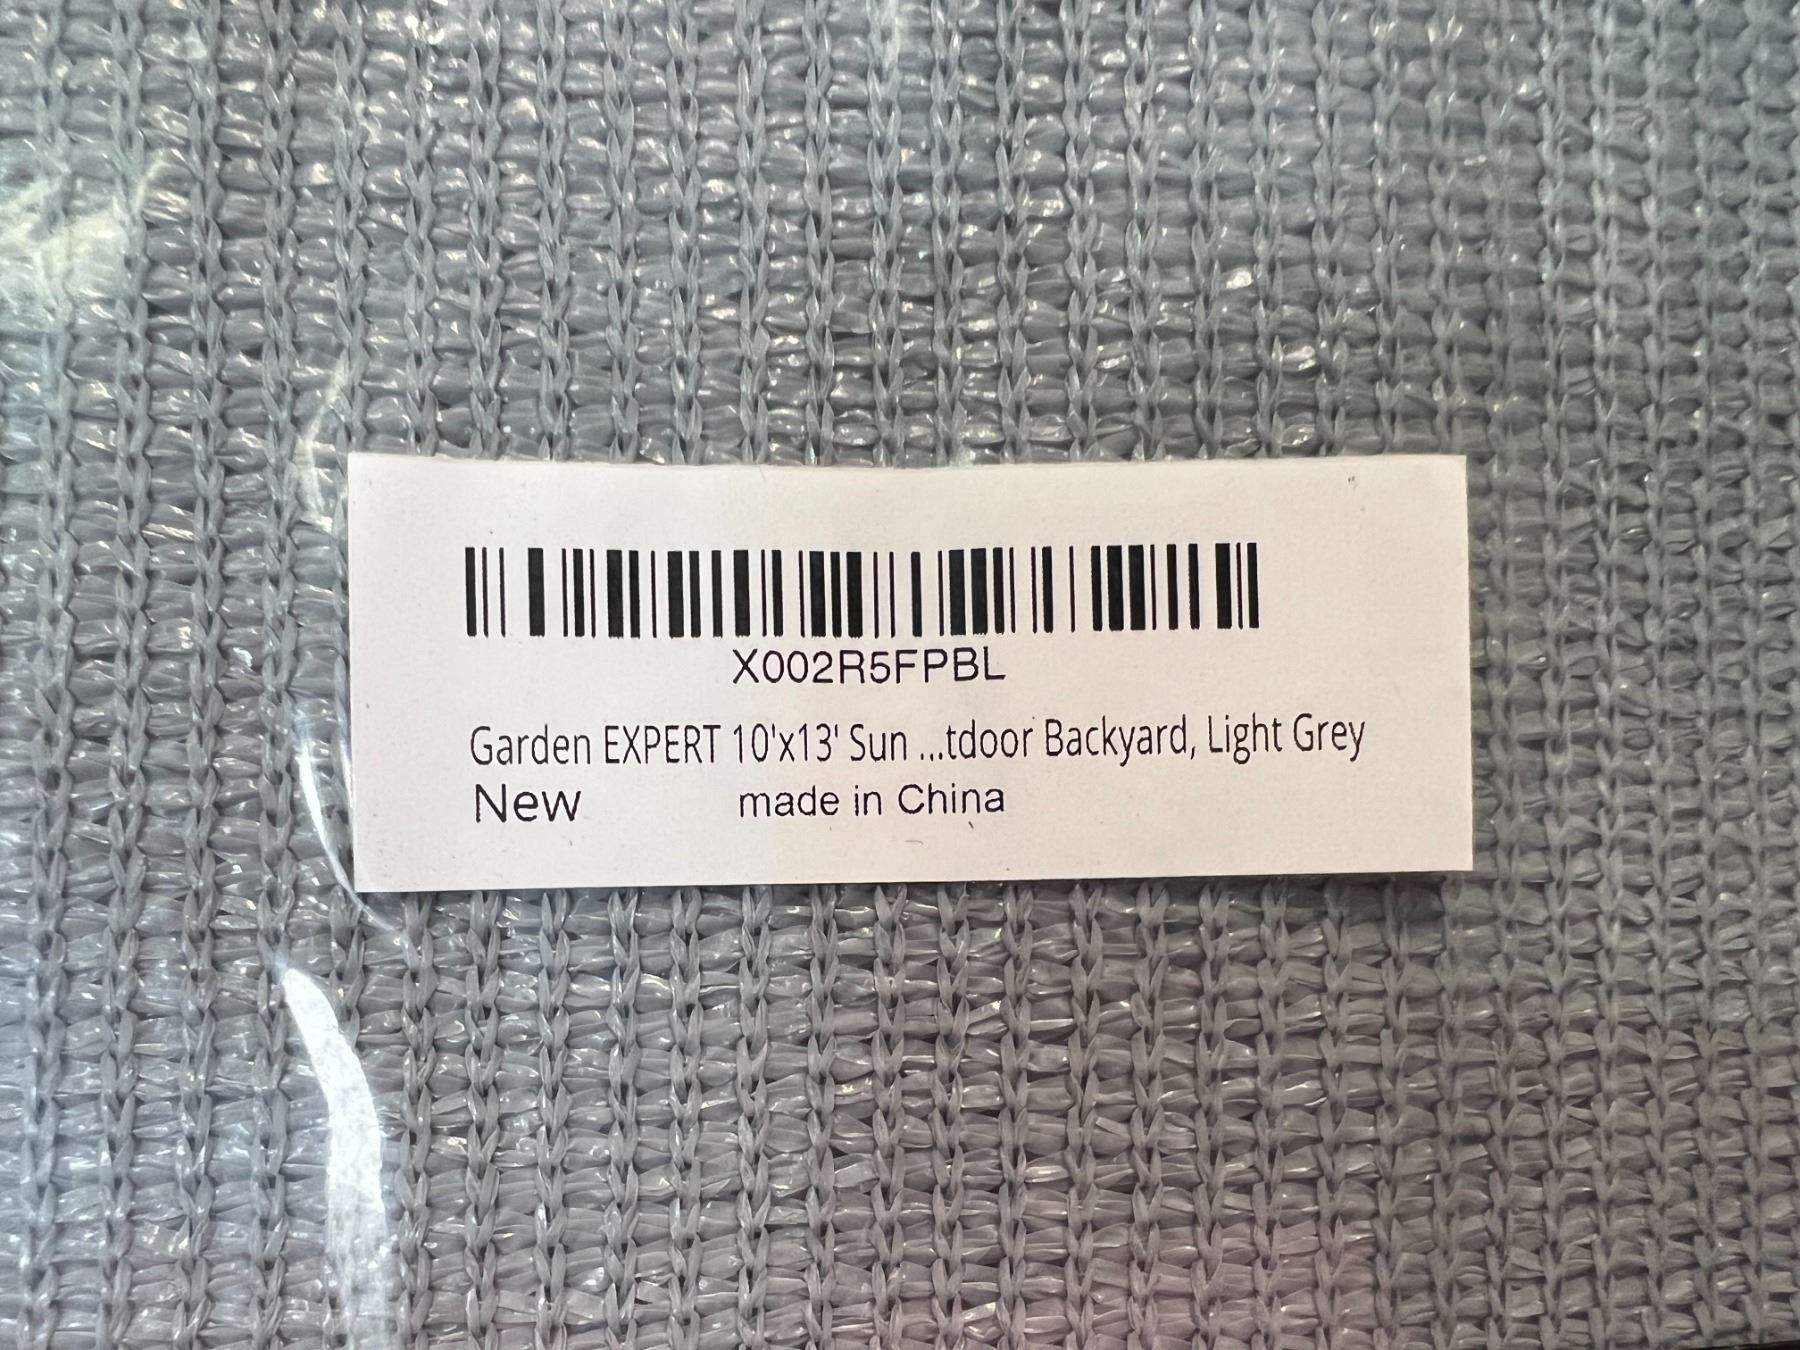 X002R5FPBL
Garden EXPERT 10'x13' Sun ...tdoor Backyard, Light Grey
New made in China